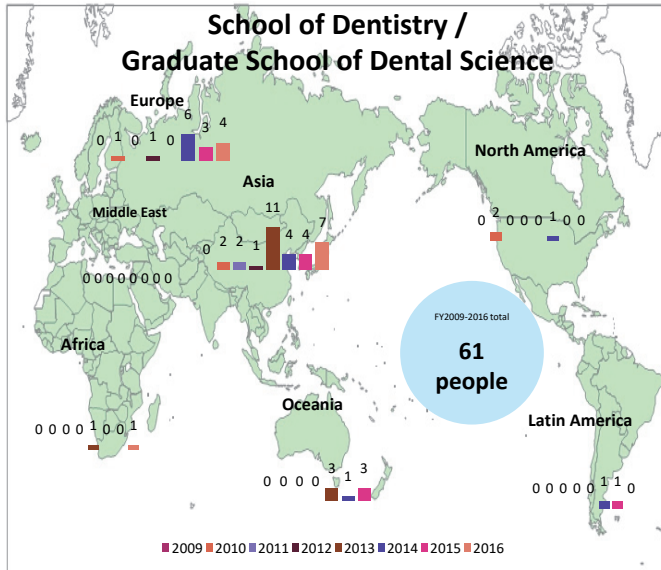 School of Dentistry /
Graduate School of Dental Science
Europe
0 1 0 1 0 6 3 4
North America
0 2 0 0 0 1 0 0
Asia
0 2 2 1 11 4 4 7
Middle East
0 0 0 0 0 0 0 0
FY2009-2016 total
61
people
Africa
0 0 0 0 1 0 0 1
Oceania
0 0 0 0 3 1 3
Latin America
0 0 0 0 0 1 1 0
2009 2010 2011 2012 2013 2014 2015 2016